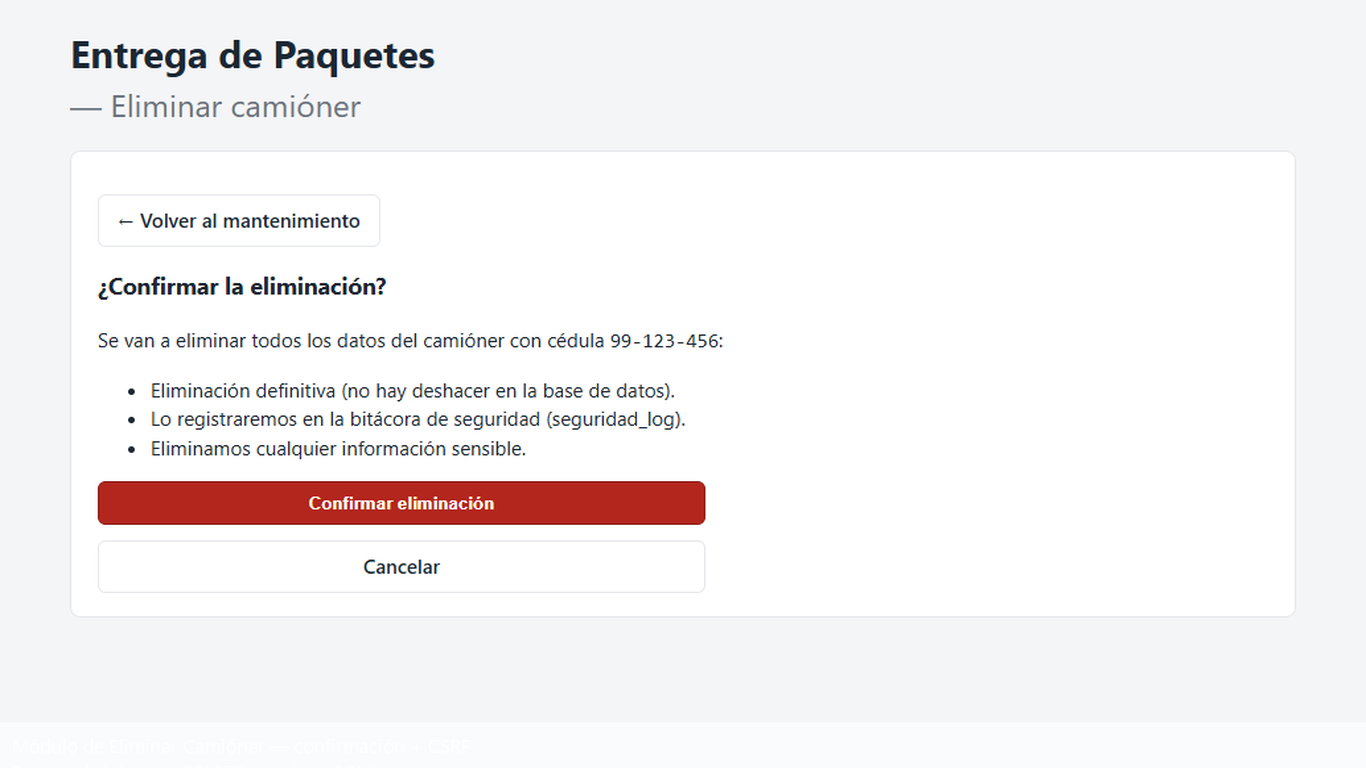 Entrega de Paquetes
— Eliminar camióner
← Volver al mantenimiento
¿Confirmar la eliminación?
Se van a eliminar todos los datos del camióner con cédula 99-123-456:
• Eliminación definitiva (no hay deshacer en la base de datos).
• Lo registraremos en la bitácora de seguridad (seguridad_log).
• Eliminamos cualquier información sensible.
Confirmar eliminación
Cancelar